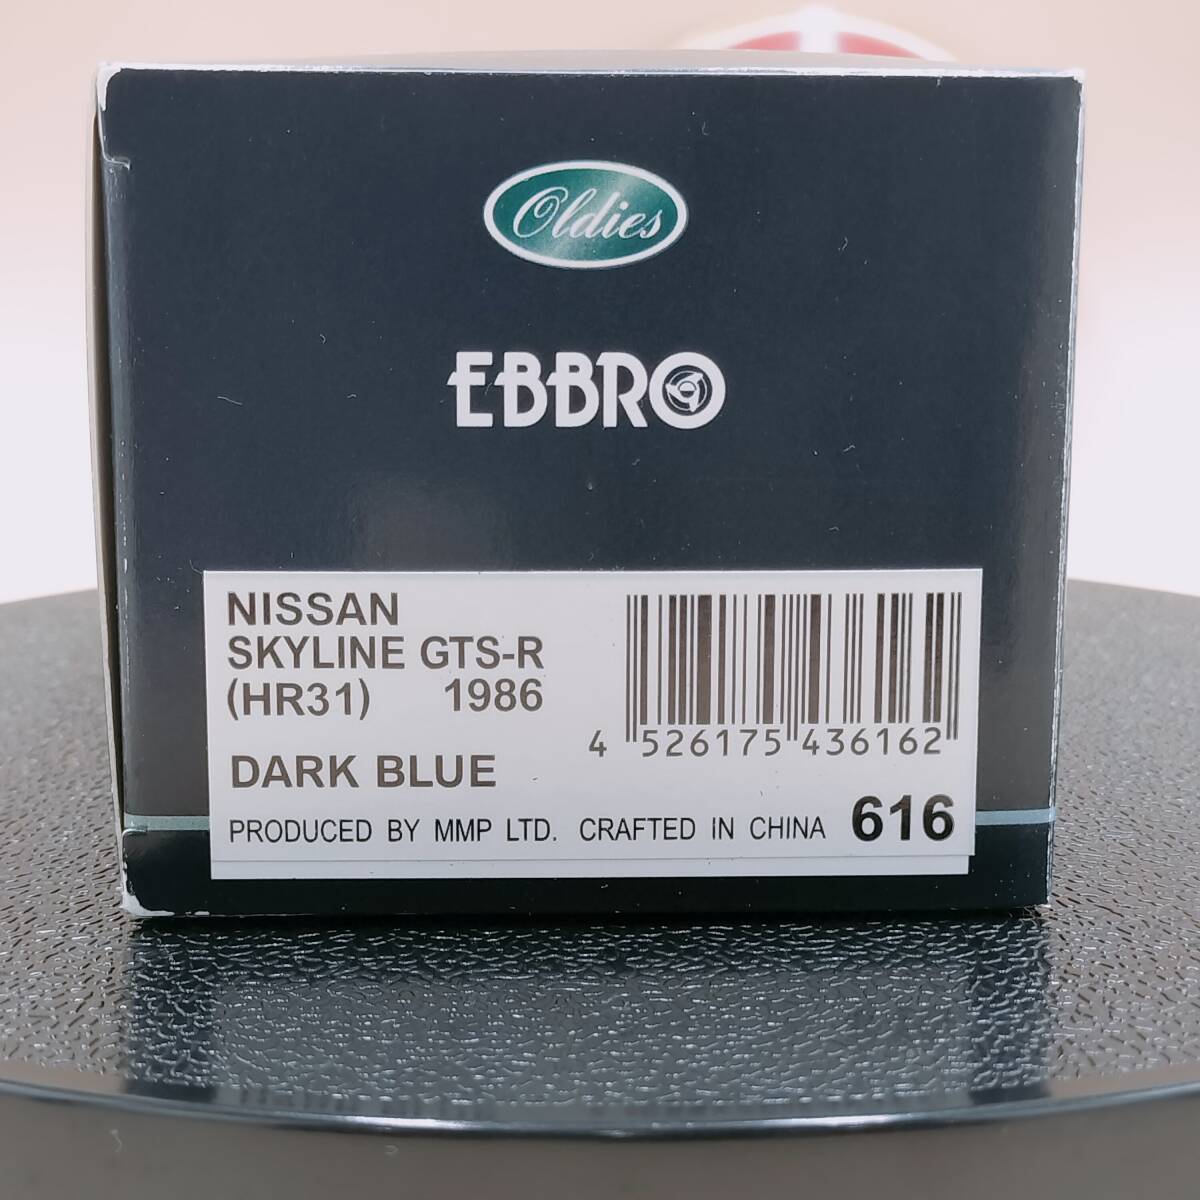 Oldies
EBBRO
NISSAN
SKYLINE GTS-R
(HR31) 1986
DARK BLUE
4 526175 436162
PRODUCED BY MMP LTD. CRAFTED IN CHINA 616